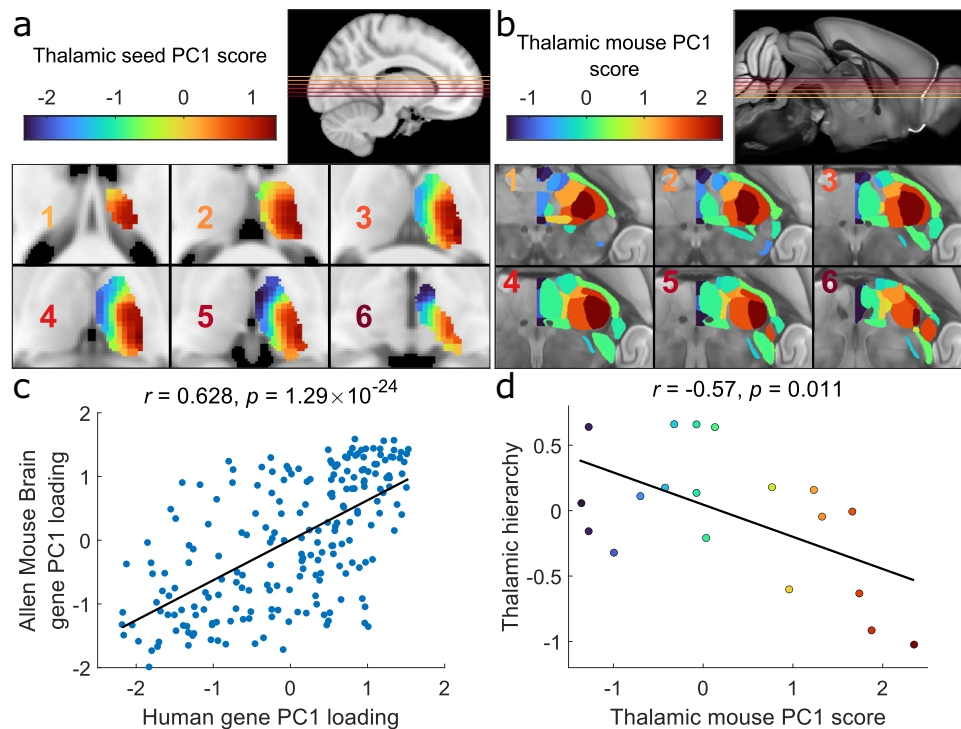 a
Thalamic seed PC1 score
-2 -1 0 1
1 2 3
4 5 6
b
Thalamic mouse PC1
score
-1 0 1 2
1 2 3
4 5 6
c
r = 0.628, p = 1.29×10⁻²⁴
Allen Mouse Brain
gene PC1 loading
2
1
0
-1
-2
-2 -1 0 1 2
Human gene PC1 loading
d
r = -0.57, p = 0.011
Thalamic hierarchy
0.5
0
-0.5
-1
-1 0 1 2
Thalamic mouse PC1 score